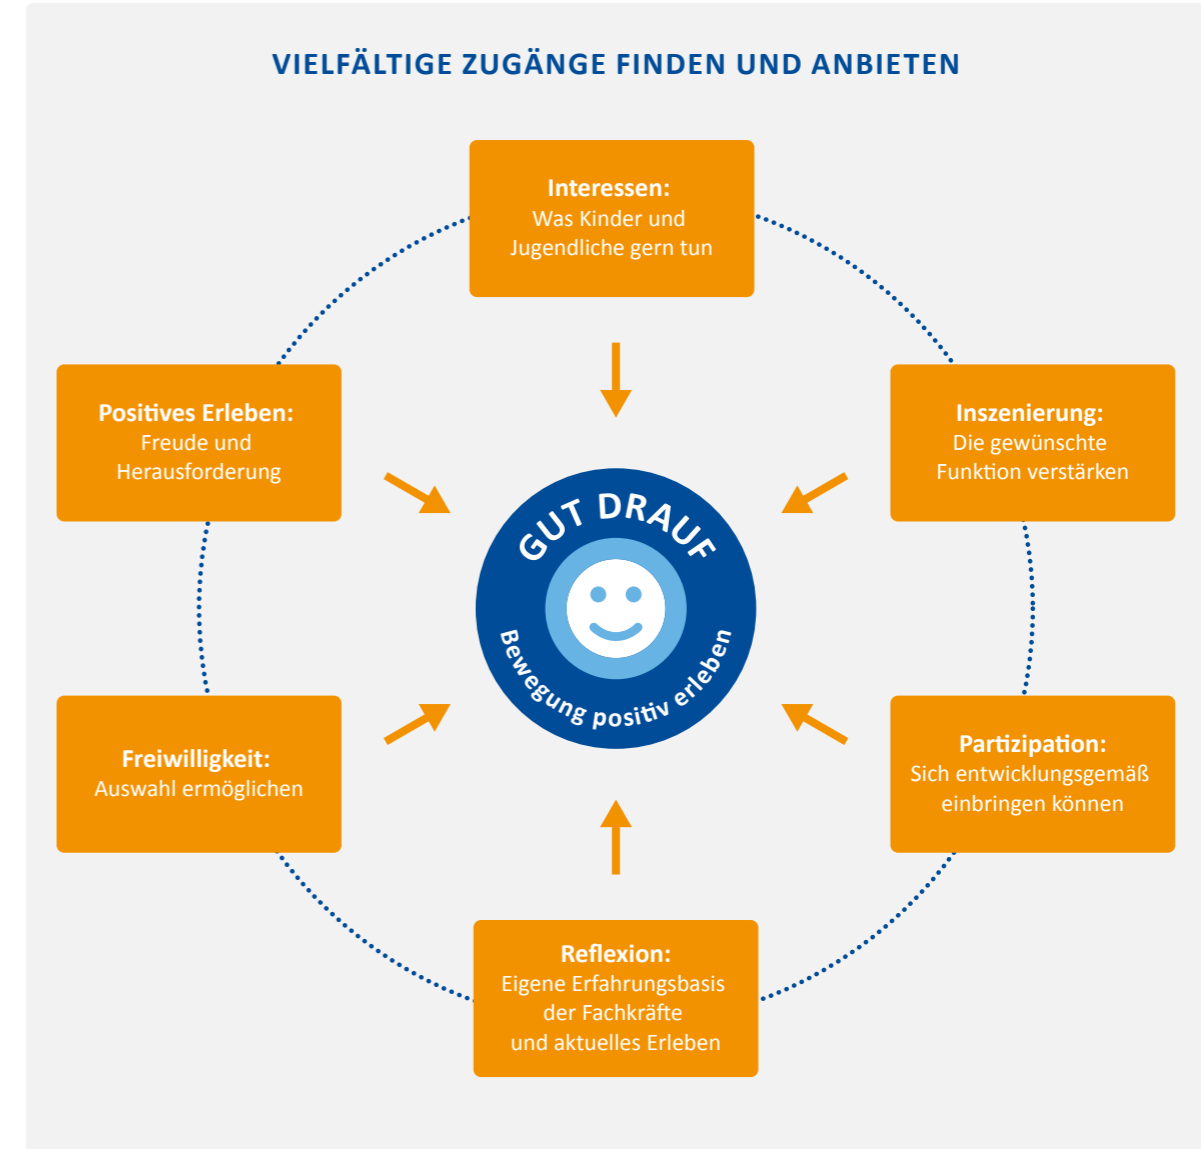 VIELFÄLTIGE ZUGÄNGE FINDEN UND ANBIETEN
Interessen:
Was Kinder und
Jugendliche gern tun
Positives Erleben:
Freude und
Herausforderung
Inszenierung:
Die gewünschte
Funktion verstärken
GUT DRAUF
Bewegung positiv erleben
Freiwilligkeit:
Auswahl ermöglichen
Partizipation:
Sich entwicklungsgemäß
einbringen können
Reflexion:
Eigene Erfahrungsbasis
der Fachkräfte
und aktuelles Erleben